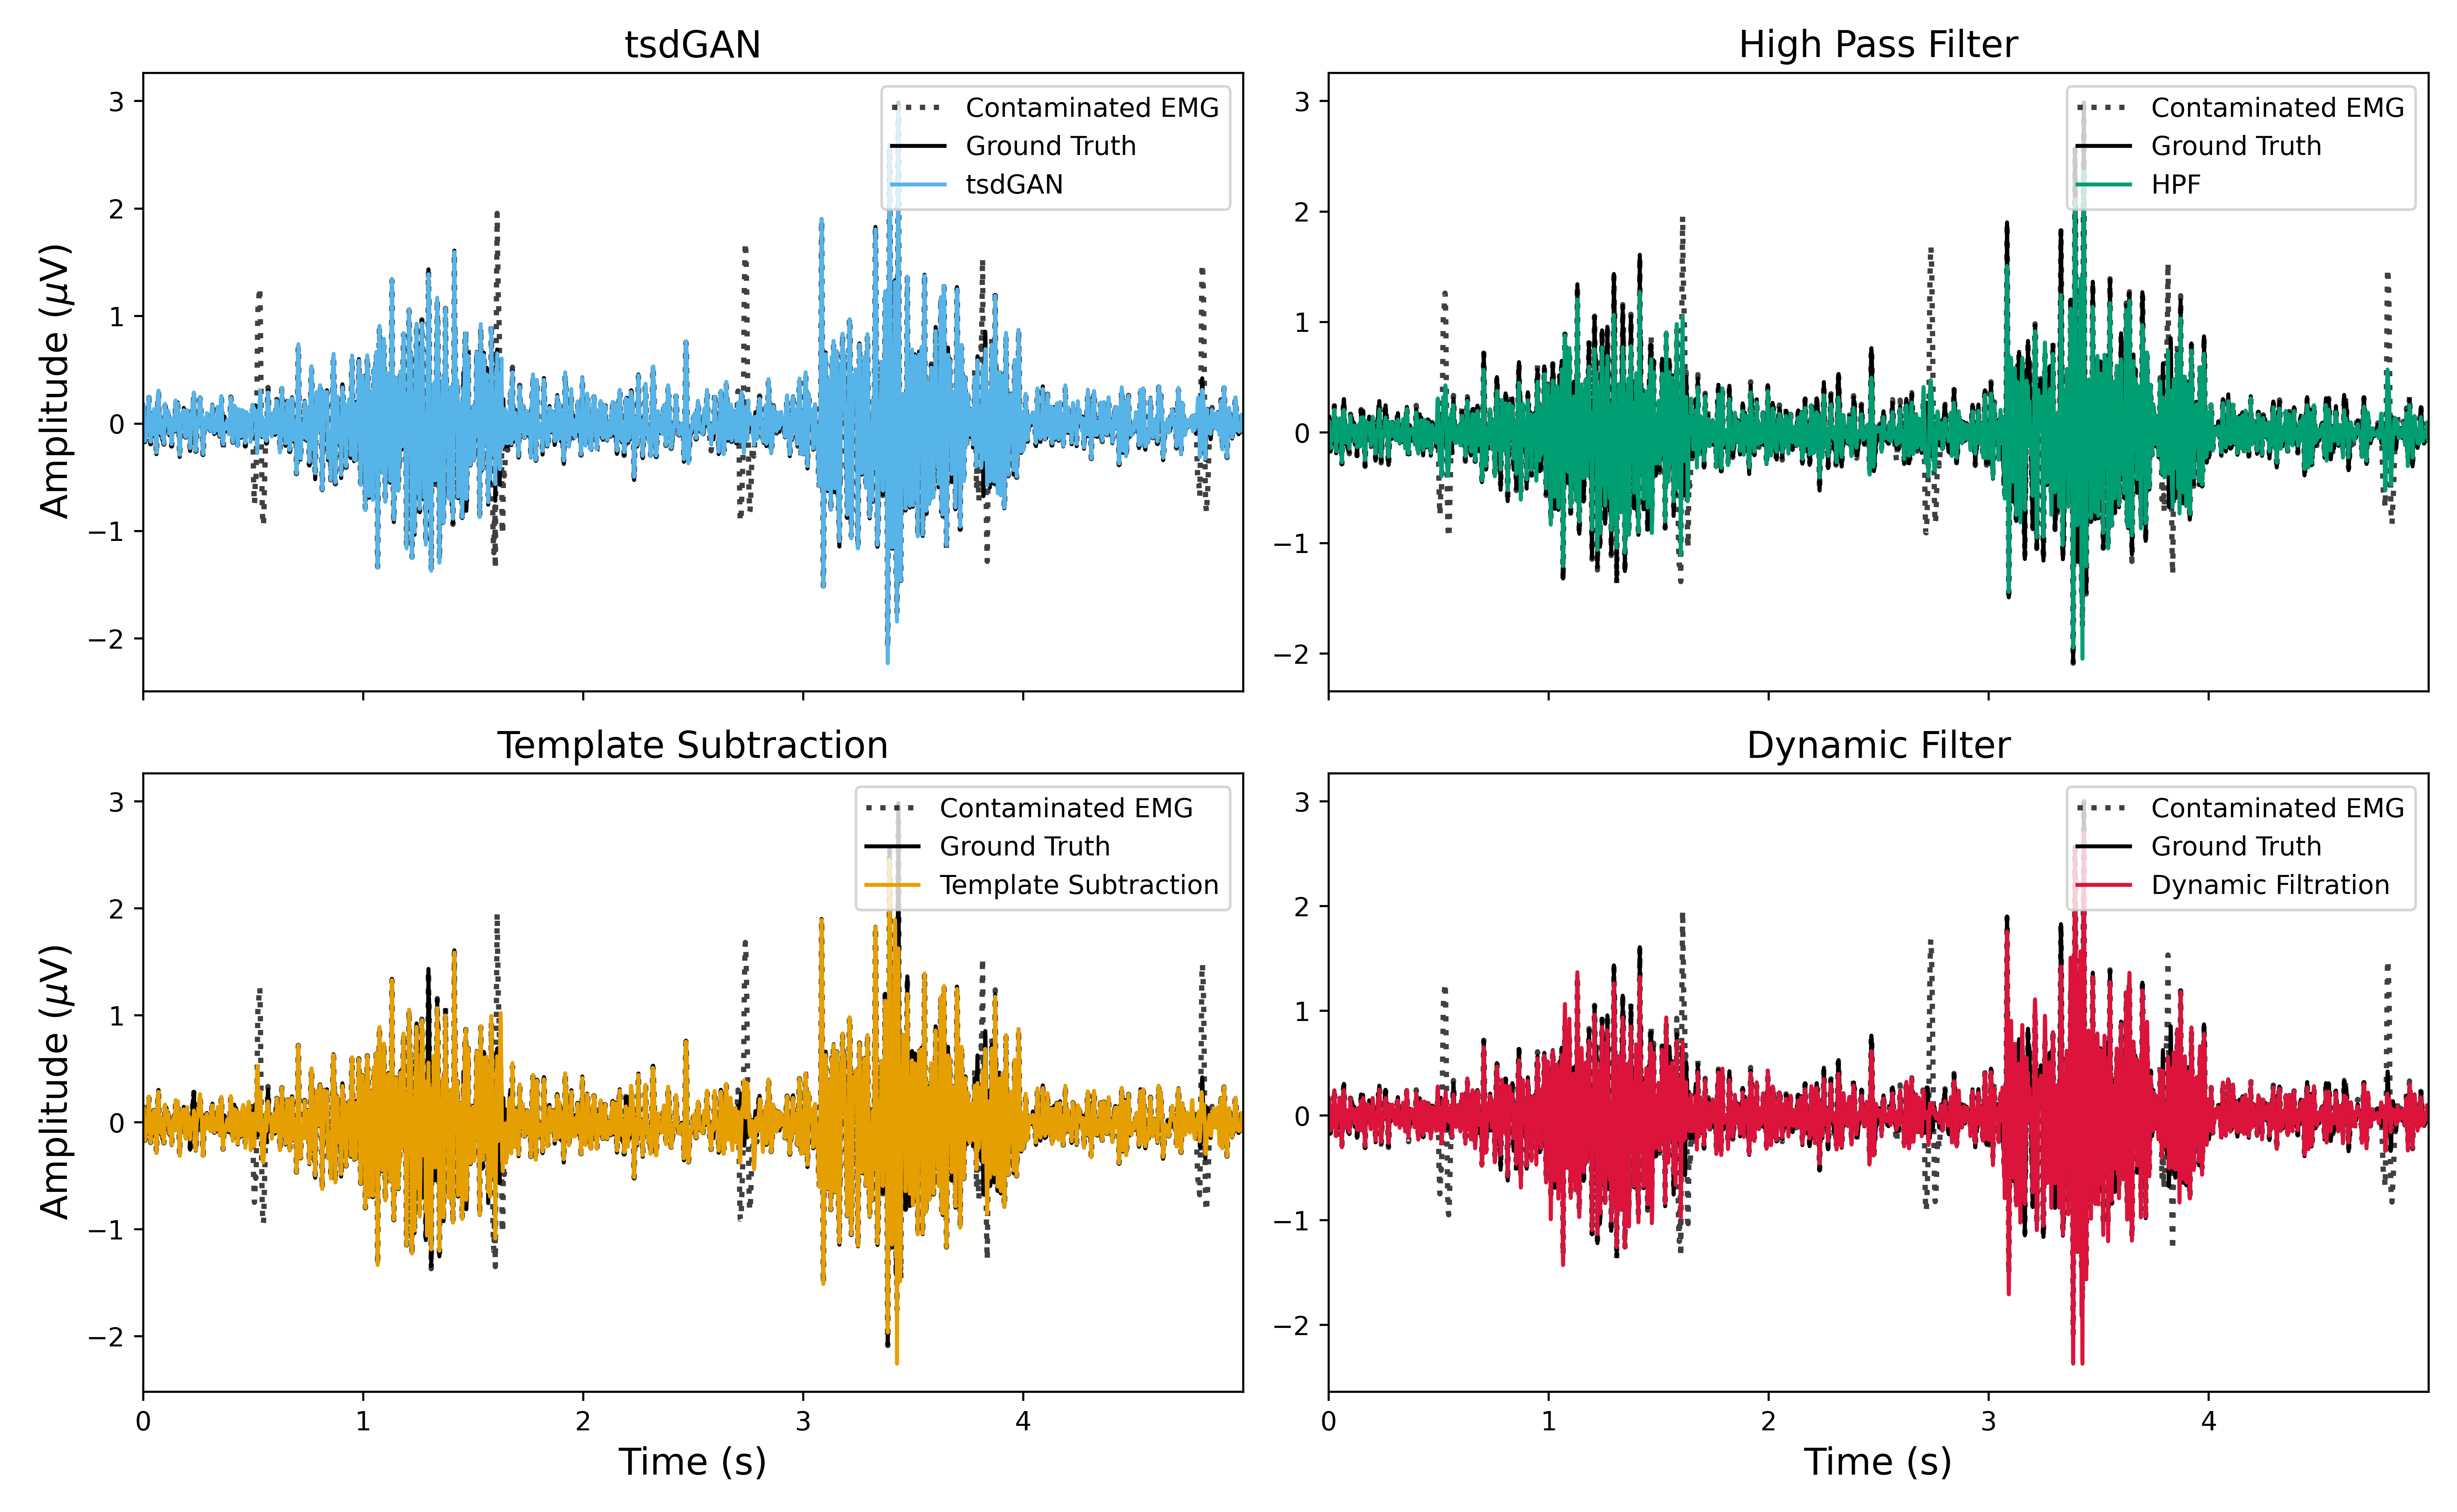 tsdGAN
High Pass Filter
Amplitude (μV)
3
2
1
0
−1
−2
Contaminated EMG
Ground Truth
tsdGAN
3
2
1
0
−1
−2
Contaminated EMG
Ground Truth
HPF
Template Subtraction
Dynamic Filter
Amplitude (μV)
3
2
1
0
−1
−2
Contaminated EMG
Ground Truth
Template Subtraction
0 1 2 3 4
Time (s)
3
2
1
0
−1
−2
Contaminated EMG
Ground Truth
Dynamic Filtration
0 1 2 3 4
Time (s)